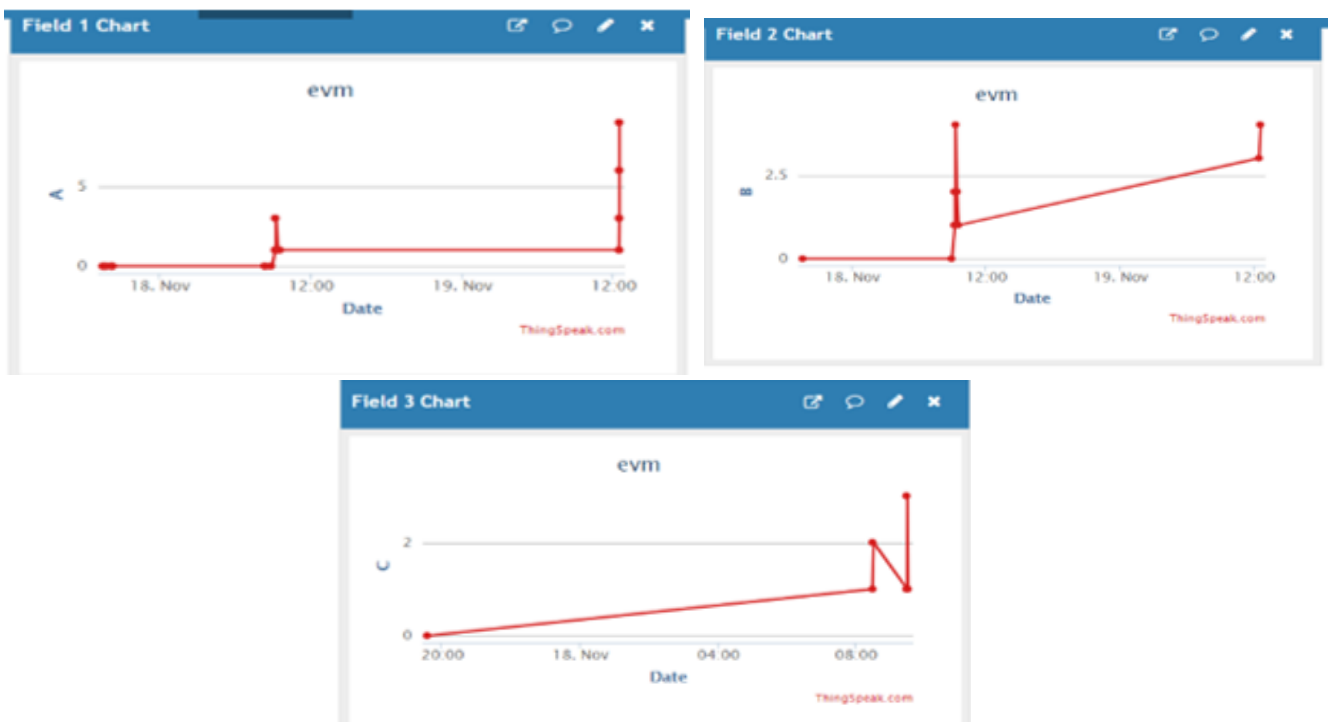 Field 1 Chart
evm
A
5
0
18. Nov 12:00 19. Nov 12:00
Date
ThingSpeak.com
Field 2 Chart
evm
B
2.5
0
18. Nov 12:00 19. Nov 12:00
Date
ThingSpeak.com
Field 3 Chart
evm
C
2
0
20:00 18. Nov 04:00 08:00
Date
ThingSpeak.com